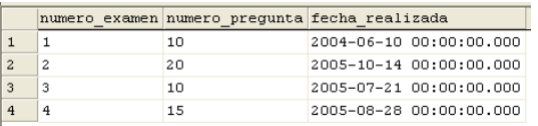 numero_examen numero_pregunta fecha_realizada
1 1 10 2004-06-10 00:00:00.000
2 2 20 2005-10-14 00:00:00.000
3 3 10 2005-07-21 00:00:00.000
4 4 15 2005-08-28 00:00:00.000